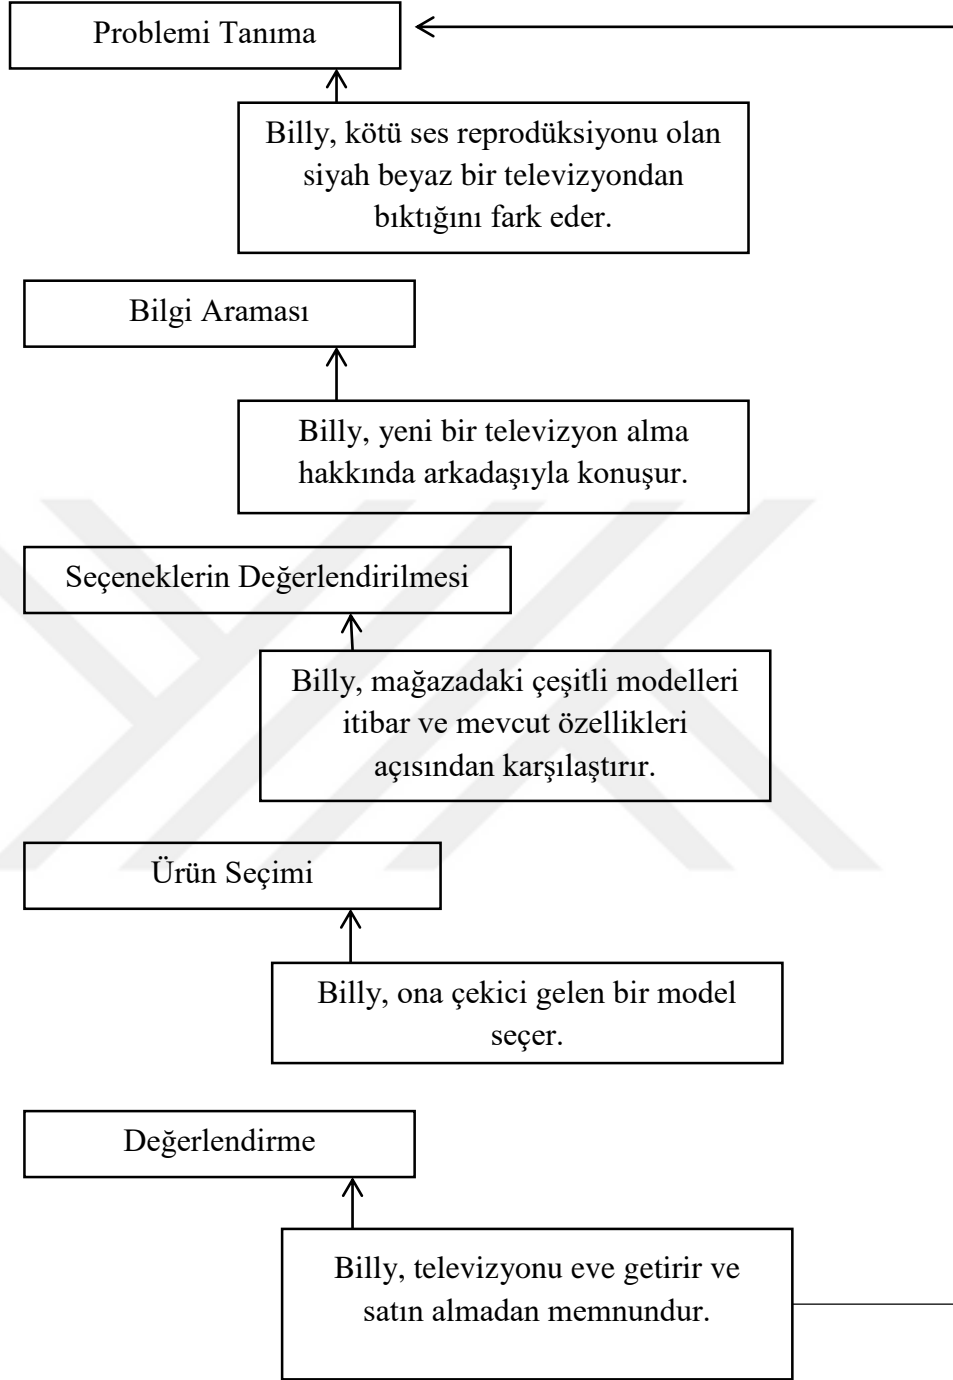 Problemi Tanıma
Billy, kötü ses reprodüksiyonu olan
siyah beyaz bir televizyondan
bıktığını fark eder.
Bilgi Araması
Billy, yeni bir televizyon alma
hakkında arkadaşıyla konuşur.
Seçeneklerin Değerlendirilmesi
Billy, mağazadaki çeşitli modelleri
itibar ve mevcut özellikleri
açısından karşılaştırır.
Ürün Seçimi
Billy, ona çekici gelen bir model
seçer.
Değerlendirme
Billy, televizyonu eve getirir ve
satın almadan memnundur.